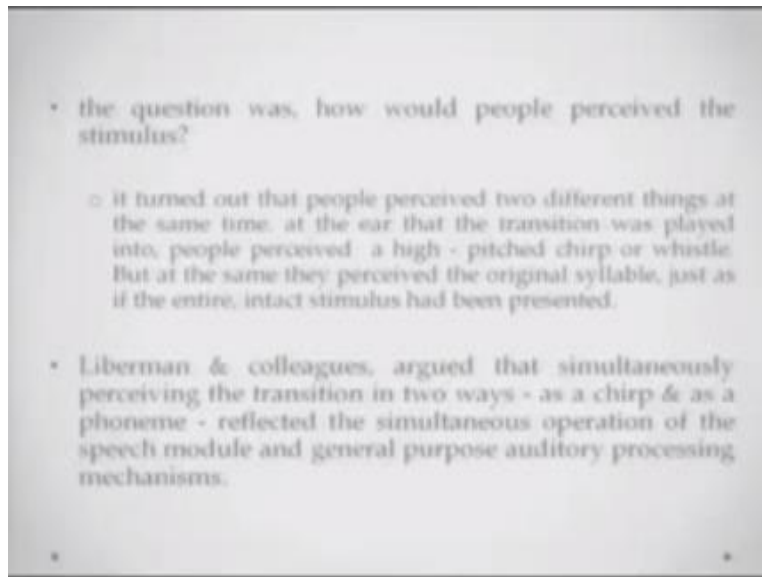 • the question was, how would people perceived the
stimulus?
o it turned out that people perceived two different things at
the same time. at the ear that the transition was played
into, people perceived a high - pitched chirp or whistle.
But at the same they perceived the original syllable, just as
if the entire, intact stimulus had been presented.
• Liberman & colleagues, argued that simultaneously
perceiving the transition in two ways - as a chirp & as a
phoneme - reflected the simultaneous operation of the
speech module and general purpose auditory processing
mechanisms.